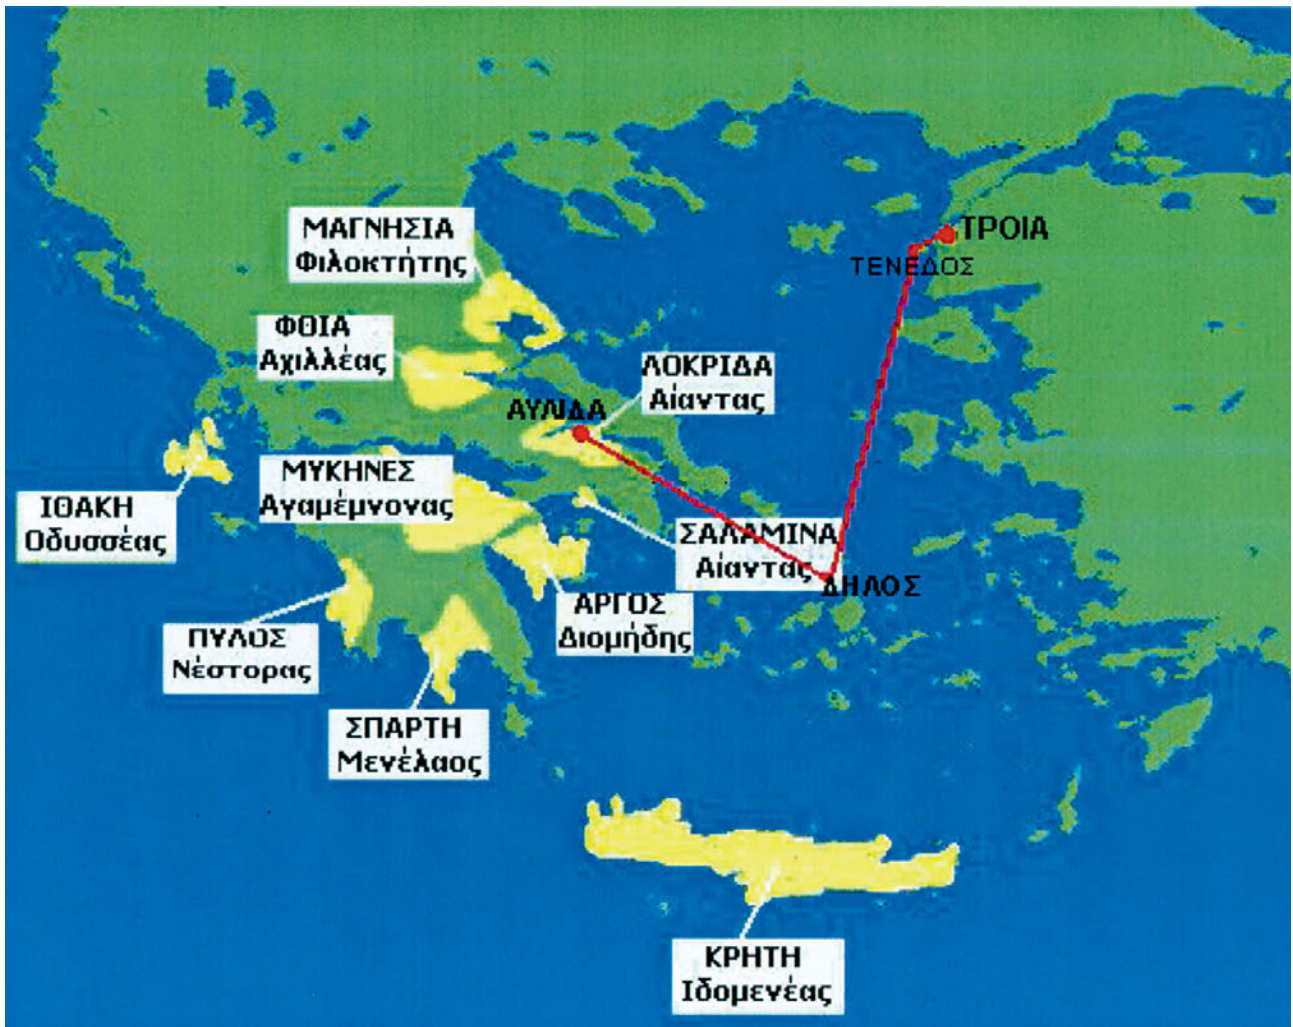 ΜΑΓΝΗΣΙΑ
Φιλοκτήτης
ΤΡΟΙΑ
ΤΕΝΕΔΟΣ
ΦΘΙΑ
Αχιλλέας
ΛΟΚΡΙΔΑ
Αίαντας
ΑΥΛΙΔΑ
ΜΥΚΗΝΕΣ
Αγαμέμνονας
ΙΘΑΚΗ
Οδυσσέας
ΣΑΛΑΜΙΝΑ
Αίαντας
ΔΗΛΟΣ
ΑΡΓΟΣ
Διομήδης
ΠΥΛΟΣ
Νέστορας
ΣΠΑΡΤΗ
Μενέλαος
ΚΡΗΤΗ
Ιδομενέας